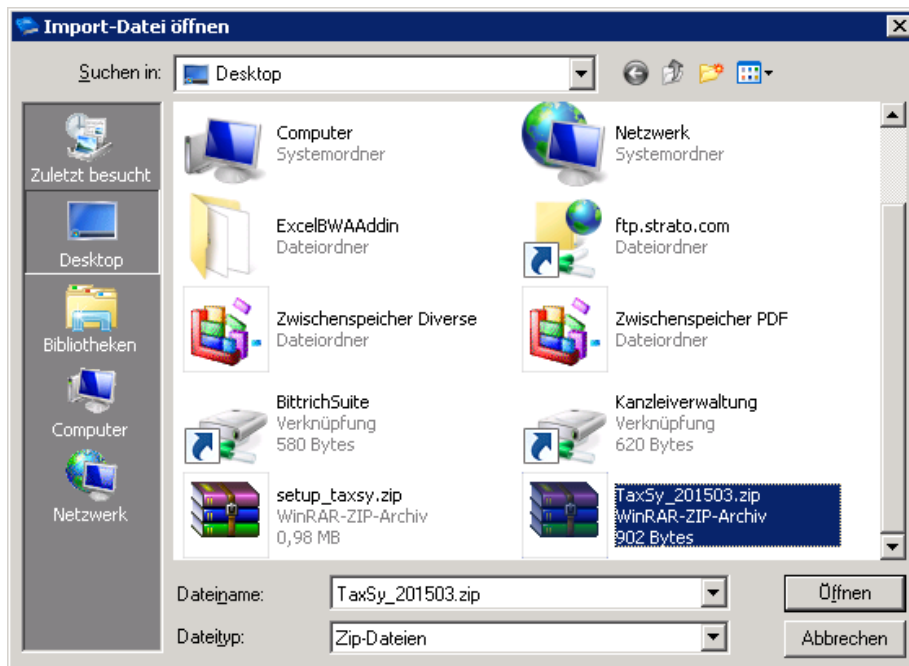 Import-Datei öffnen
Suchen in:
Desktop
Zuletzt besucht
Desktop
Bibliotheken
Computer
Netzwerk
Computer
Systemordner
Netzwerk
Systemordner
ExcelBWAAddin
Dateiordner
ftp.strato.com
Dateiordner
Zwischenspeicher Diverse
Dateiordner
Zwischenspeicher PDF
Dateiordner
BittrichSuite
Verknüpfung
580 Bytes
Kanzleiverwaltung
Verknüpfung
620 Bytes
setup_taxsy.zip
WinRAR-ZIP-Archiv
0,98 MB
TaxSy_201503.zip
WinRAR-ZIP-Archiv
902 Bytes
Dateiname:
TaxSy_201503.zip
Öffnen
Dateityp:
Zip-Dateien
Abbrechen